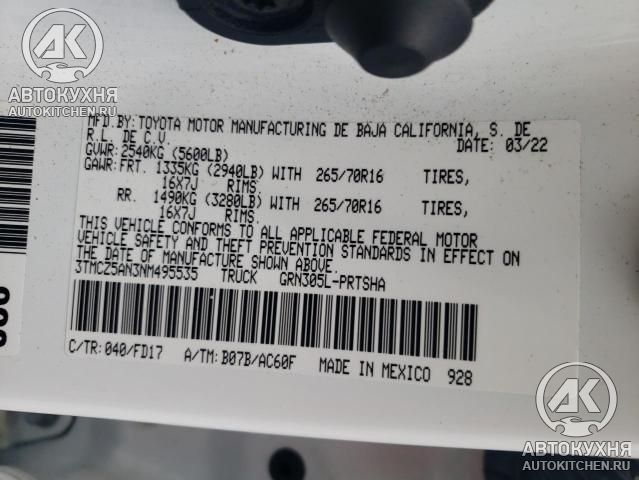 AK
АВТОКУХНЯ
AUTOKITCHEN.RU
MFD. BY: TOYOTA MOTOR MANUFACTURING DE BAJA CALIFORNIA, S. DE
R.L. DE C.V. DATE: 03/22
GVWR: 2540KG (5600LB)
GAWR: FRT. 1335KG (2940LB) WITH 265/70R16 TIRES,
16X7J RIMS.
RR. 1490KG (3280LB) WITH 265/70R16 TIRES,
16X7J RIMS.
THIS VEHICLE CONFORMS TO ALL APPLICABLE FEDERAL MOTOR
VEHICLE SAFETY AND THEFT PREVENTION STANDARDS IN EFFECT ON
THE DATE OF MANUFACTURE SHOWN ABOVE.
3TMCZ5AN3NM495535 TRUCK GRN305L-PRTSHA
C/TR: 040/FD17 A/TM: B07B/AC60F MADE IN MEXICO 928
AK
АВТОКУХНЯ
AUTOKITCHEN.RU